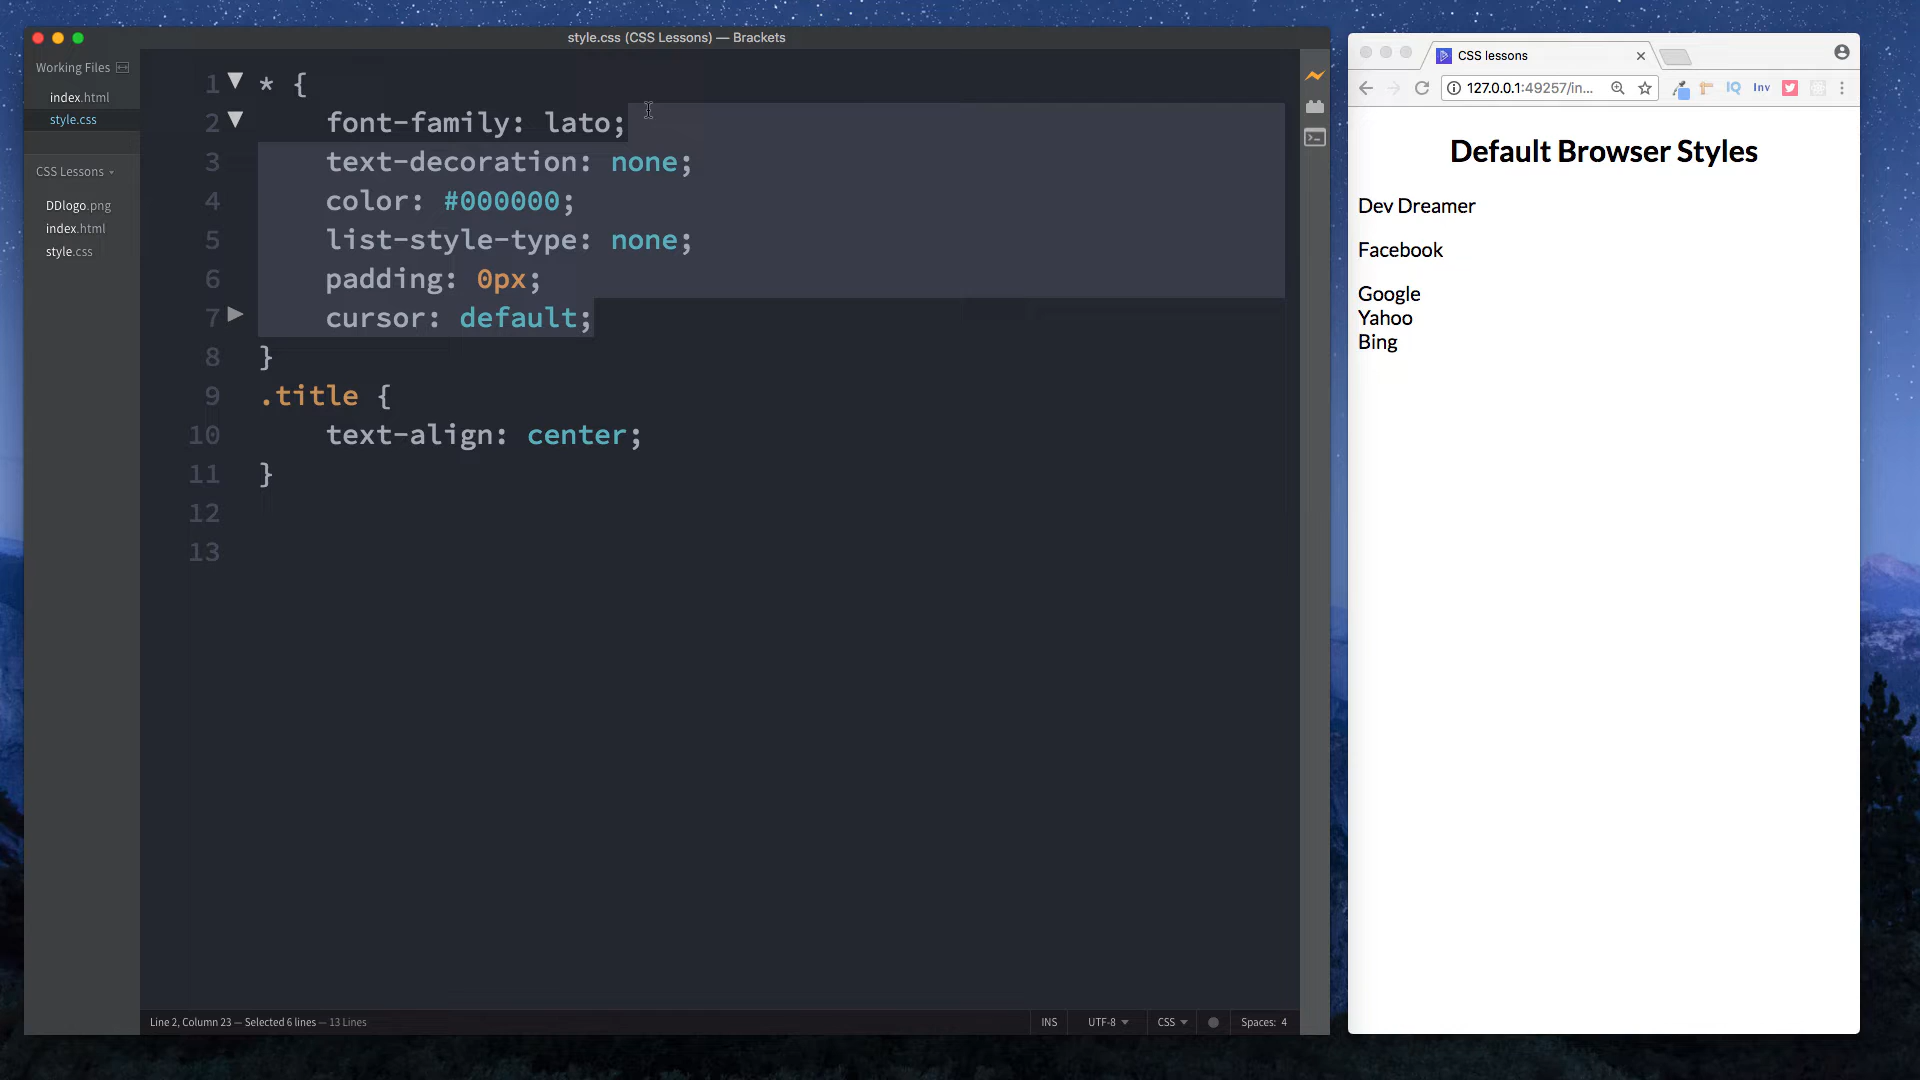 style.css (CSS Lessons) — Brackets
Working Files
index.html
style.css
CSS Lessons
DDlogo.png
index.html
style.css
1 * {
2 font-family: lato;
3 text-decoration: none;
4 color: #000000;
5 list-style-type: none;
6 padding: 0px;
7 cursor: default;
8 }
9 .title {
10 text-align: center;
11 }
12
13
Line 2, Column 23 — Selected 6 lines — 13 Lines
INS UTF-8 CSS Spaces: 4
CSS lessons
127.0.0.1:49257/in...
IQ Inv
Default Browser Styles
Dev Dreamer
Facebook
Google
Yahoo
Bing